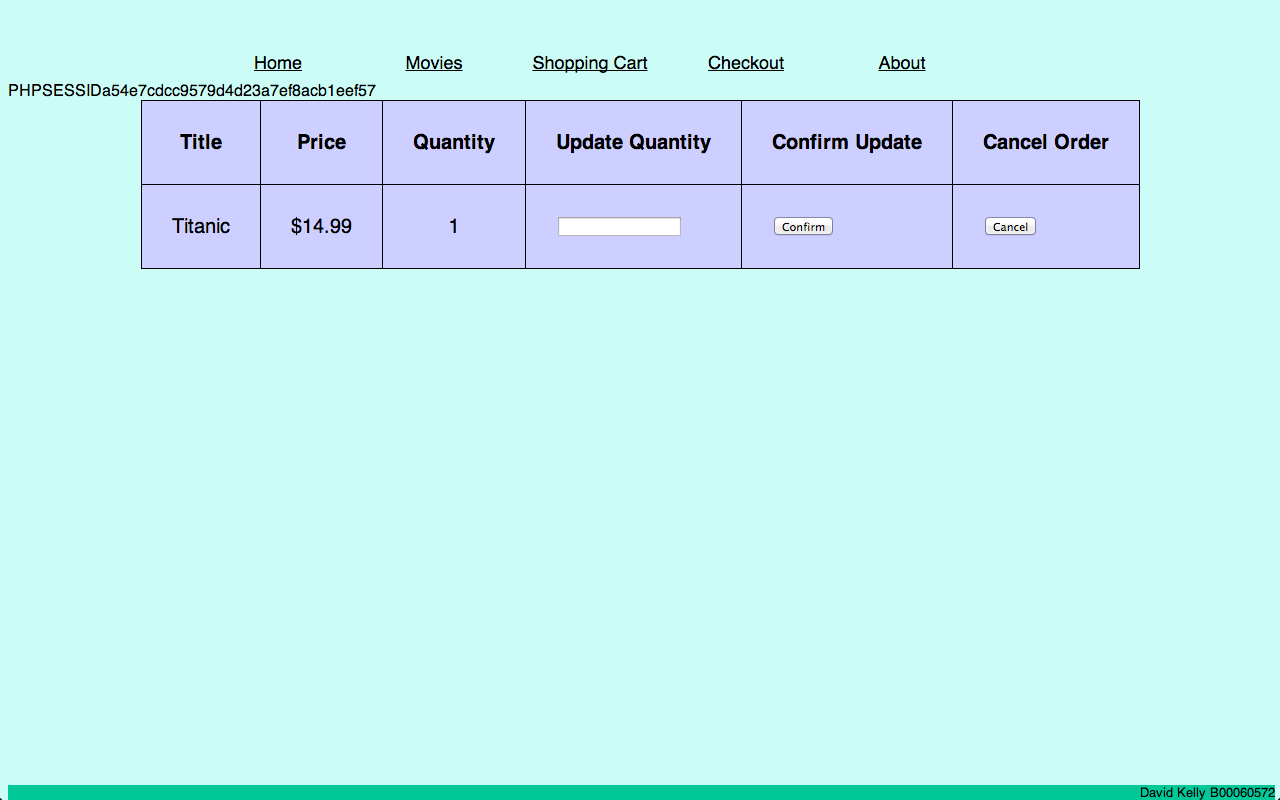 Home Movies Shopping Cart Checkout About
PHPSESSIDa54e7cdcc9579d4d23a7ef8acb1eef57
Title Price Quantity Update Quantity Confirm Update Cancel Order
Titanic $14.99 1 Confirm Cancel
David Kelly B00060572